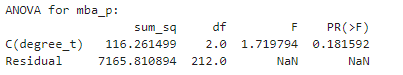 ANOVA for mba_p:
sum_sq df F PR(>F)
C(degree_t) 116.261499 2.0 1.719794 0.181592
Residual 7165.810894 212.0 NaN NaN